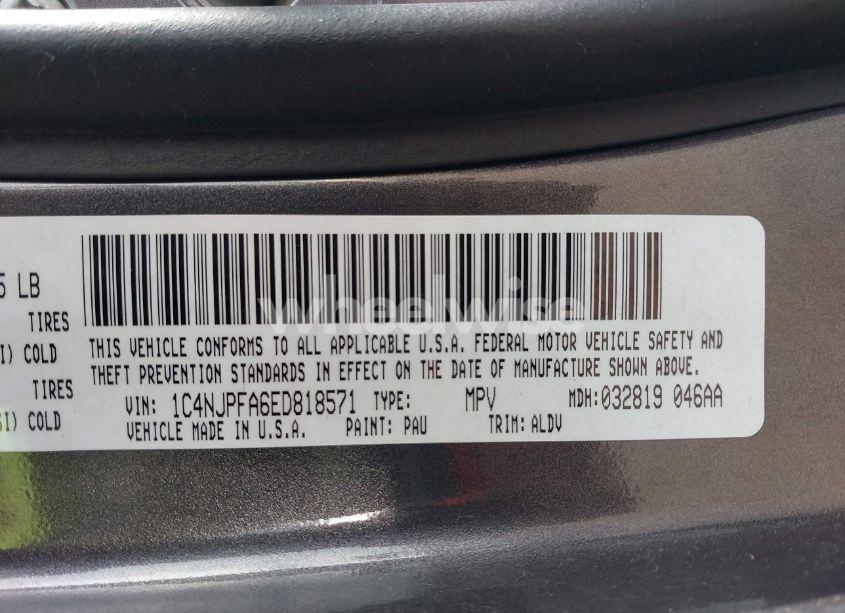 5 LB
TIRES
I) COLD
TIRES
SI) COLD
wheelwise
THIS VEHICLE CONFORMS TO ALL APPLICABLE U.S.A. FEDERAL MOTOR VEHICLE SAFETY AND
THEFT PREVENTION STANDARDS IN EFFECT ON THE DATE OF MANUFACTURE SHOWN ABOVE.
VIN: 1C4NJPFA6ED818571 TYPE: MPV MDH:032819 046AA
VEHICLE MADE IN U.S.A. PAINT: PAU TRIM: ALDV